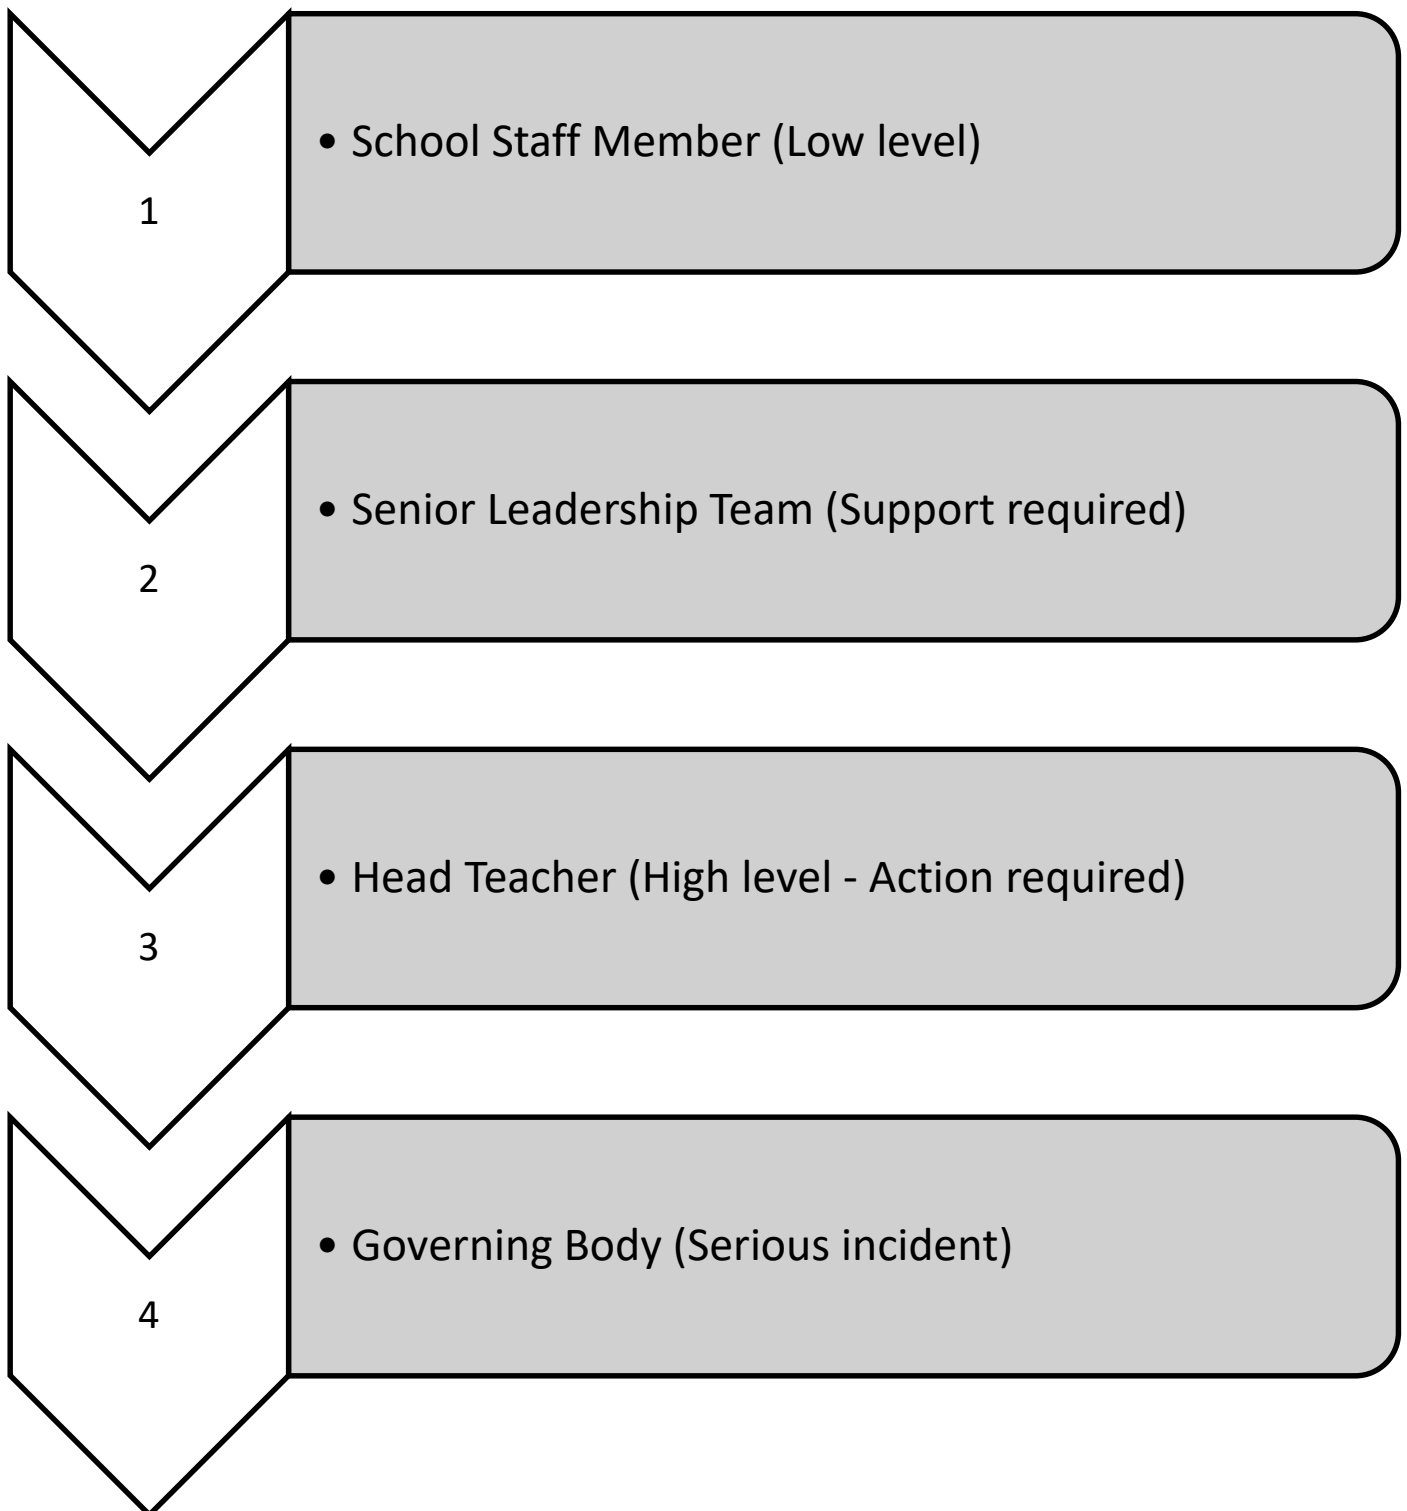 1
• School Staff Member (Low level)
2
• Senior Leadership Team (Support required)
3
• Head Teacher (High level - Action required)
4
• Governing Body (Serious incident)